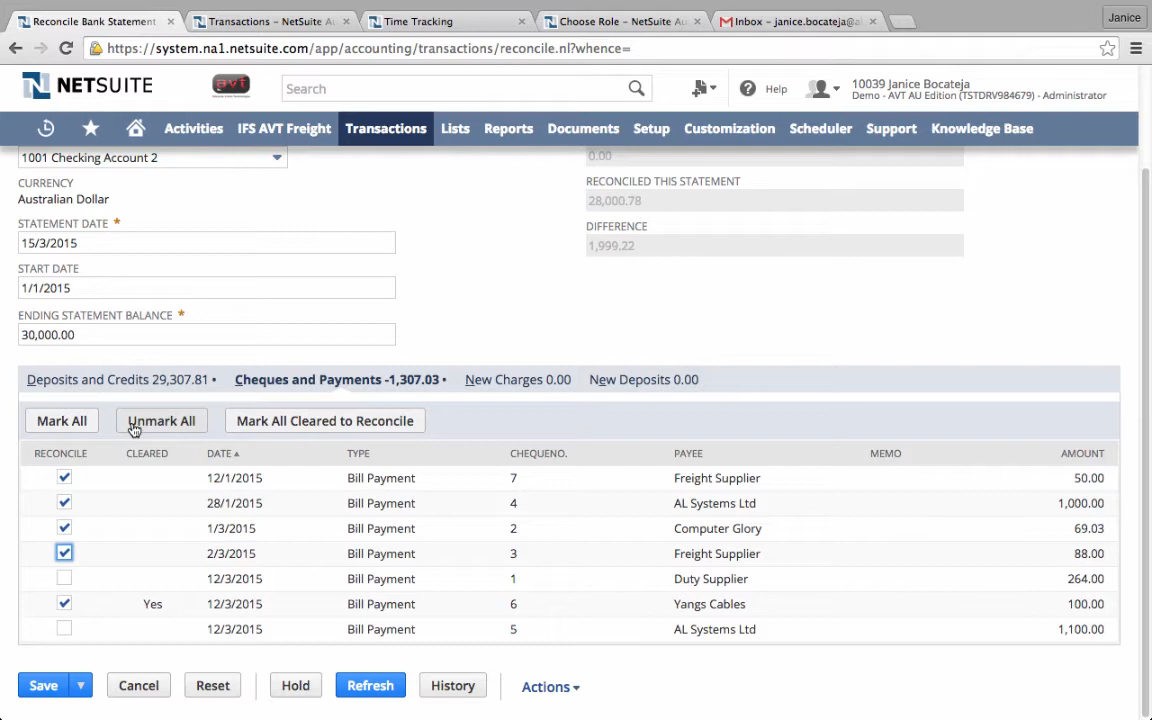 Reconcile Bank Statement × Transactions – NetSuite Au × Time Tracking × Choose Role – NetSuite Au × Inbox – janice.bocateja@al × Janice
https://system.na1.netsuite.com/app/accounting/transactions/reconcile.nl?whence=
N NETSUITE avt Search Help 10039 Janice Bocateja
Demo - AVT AU Edition (TSTDRV984679) - Administrator
Activities IFS AVT Freight Transactions Lists Reports Documents Setup Customization Scheduler Support Knowledge Base
1001 Checking Account 2
0.00
CURRENCY
Australian Dollar
RECONCILED THIS STATEMENT
28,000.78
STATEMENT DATE *
15/3/2015
DIFFERENCE
1,999.22
START DATE
1/1/2015
ENDING STATEMENT BALANCE *
30,000.00
Deposits and Credits 29,307.81 • Cheques and Payments -1,307.03 • New Charges 0.00 New Deposits 0.00
Mark All Unmark All Mark All Cleared to Reconcile
RECONCILE CLEARED DATE▲ TYPE CHEQUENO. PAYEE MEMO AMOUNT
12/1/2015 Bill Payment 7 Freight Supplier 50.00
28/1/2015 Bill Payment 4 AL Systems Ltd 1,000.00
1/3/2015 Bill Payment 2 Computer Glory 69.03
2/3/2015 Bill Payment 3 Freight Supplier 88.00
12/3/2015 Bill Payment 1 Duty Supplier 264.00
Yes 12/3/2015 Bill Payment 6 Yangs Cables 100.00
12/3/2015 Bill Payment 5 AL Systems Ltd 1,100.00
Save Cancel Reset Hold Refresh History Actions